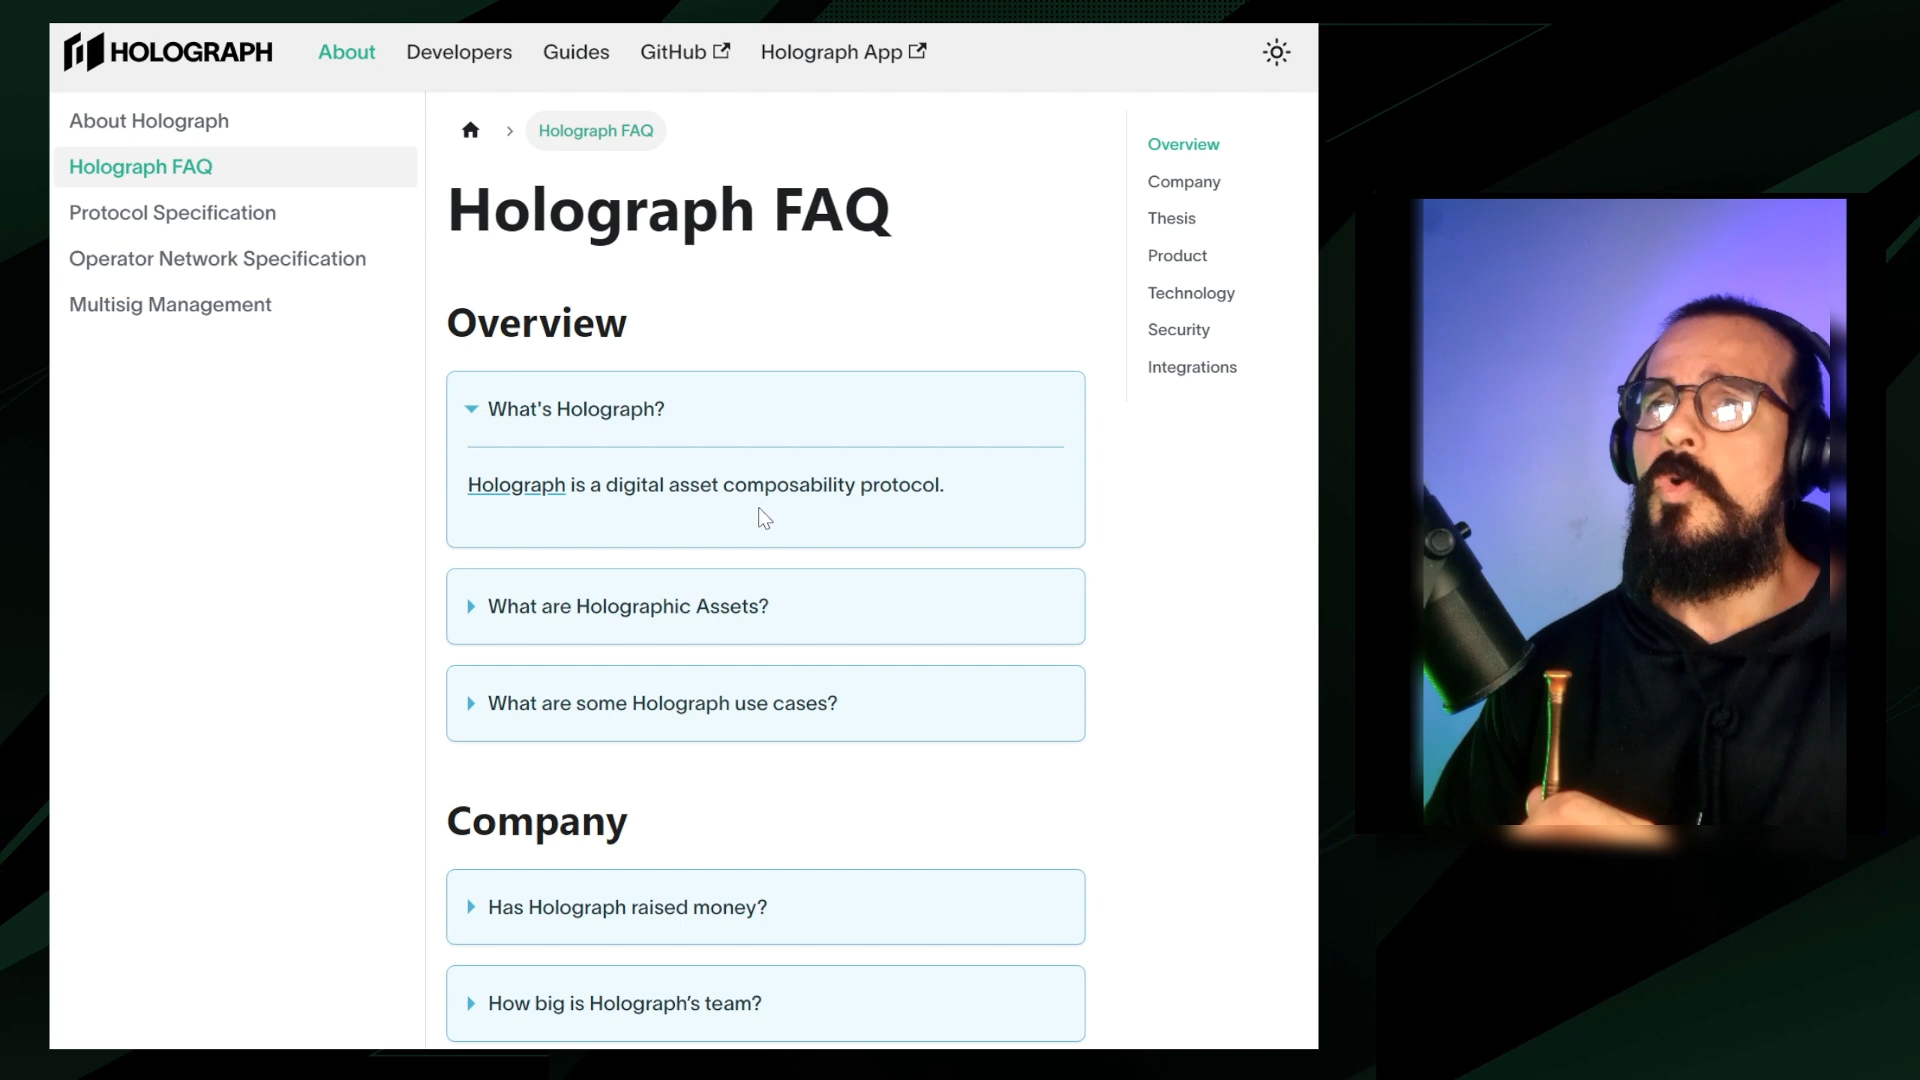 HOLOGRAPH
About
Developers
Guides
GitHub
Holograph App
About Holograph
Holograph FAQ
Protocol Specification
Operator Network Specification
Multisig Management
Holograph FAQ
Holograph FAQ
Overview
What's Holograph?
Holograph is a digital asset composability protocol.
What are Holographic Assets?
What are some Holograph use cases?
Company
Has Holograph raised money?
How big is Holograph’s team?
Overview
Company
Thesis
Product
Technology
Security
Integrations